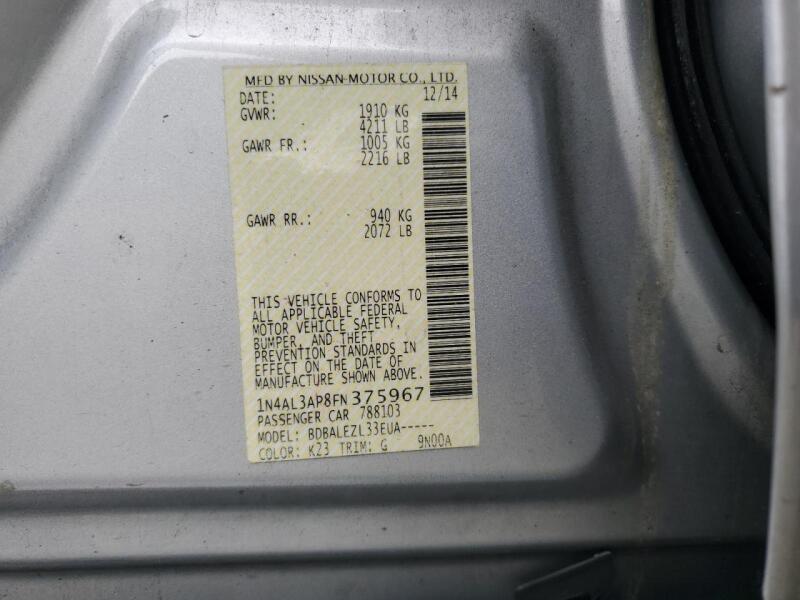 MFD BY NISSAN MOTOR CO., LTD.
DATE: 12/14
GVWR: 1910 KG
4211 LB
GAWR FR.: 1005 KG
2216 LB
GAWR RR.: 940 KG
2072 LB
THIS VEHICLE CONFORMS TO
ALL APPLICABLE FEDERAL
MOTOR VEHICLE SAFETY,
BUMPER, AND THEFT
PREVENTION STANDARDS IN
EFFECT ON THE DATE OF
MANUFACTURE SHOWN ABOVE.
1N4AL3AP8FN375967
PASSENGER CAR 788103
MODEL: BDBALEZL33EUA-----
COLOR: K23 TRIM: G 9N00A